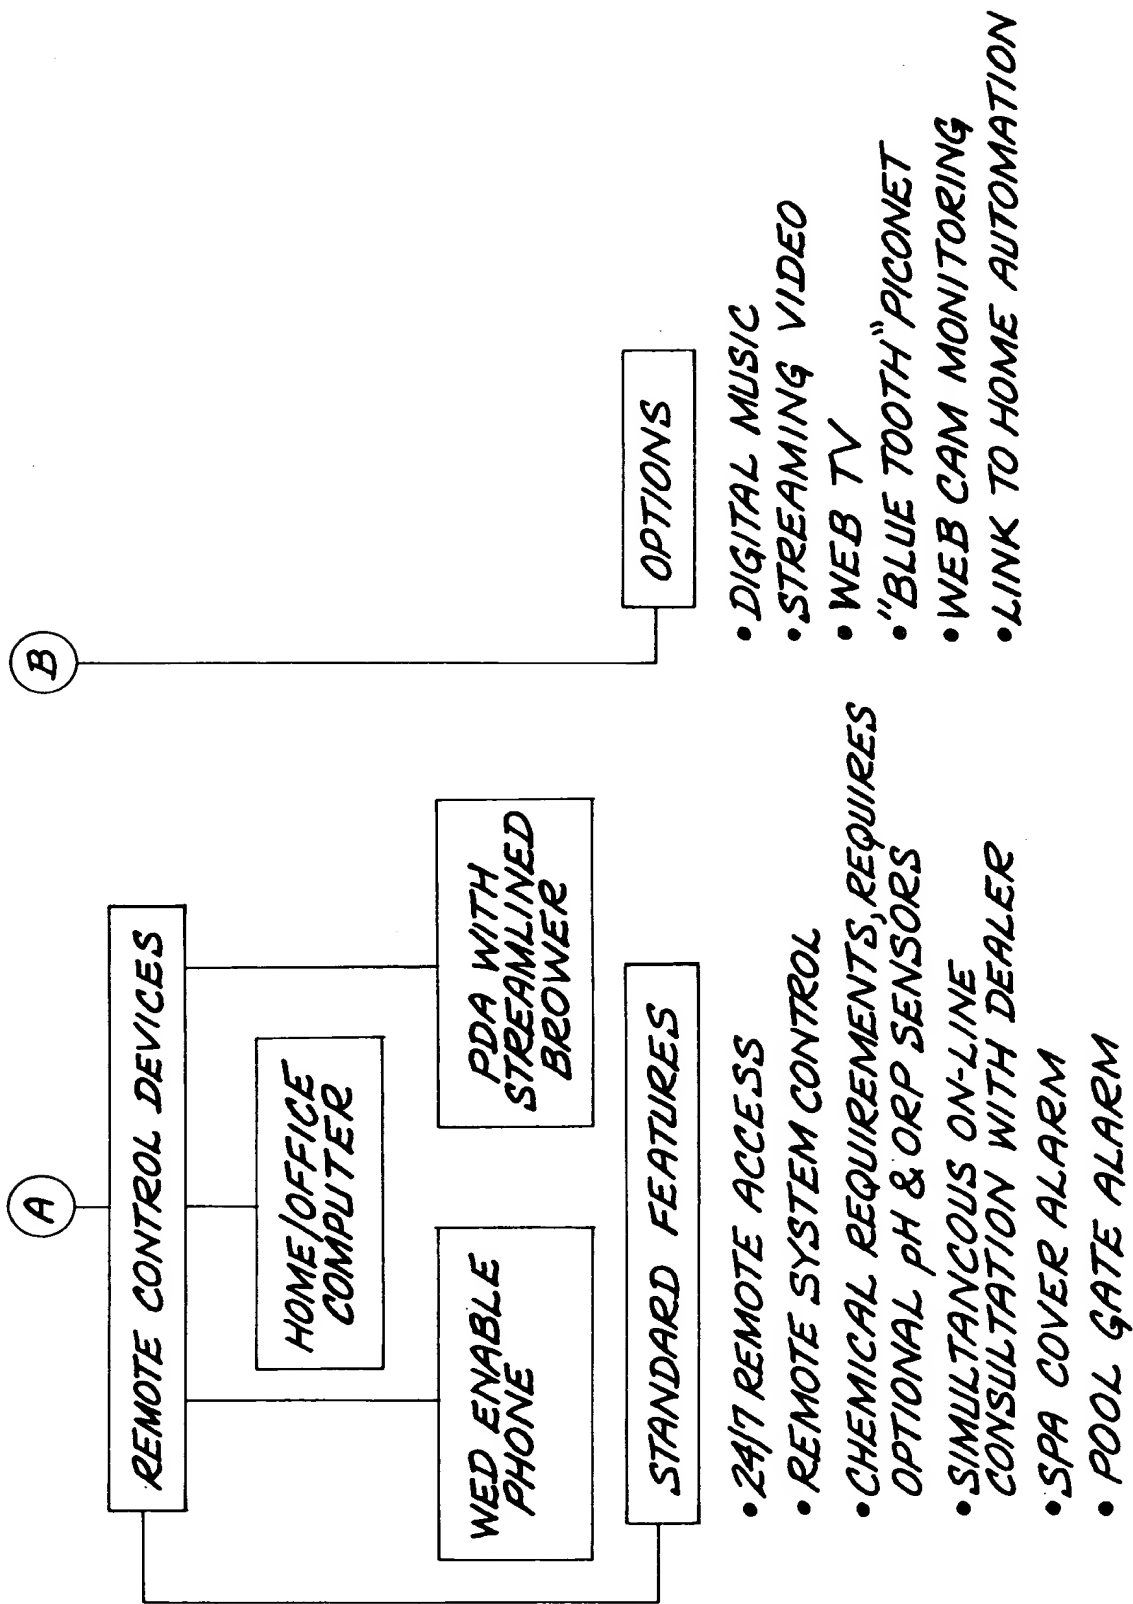 A
REMOTE CONTROL DEVICES
HOME/OFFICE
COMPUTER
WED ENABLE
PHONE
PDA WITH
STREAMLINED
BROWER
STANDARD FEATURES
• 24/7 REMOTE ACCESS
• REMOTE SYSTEM CONTROL
• CHEMICAL REQUIREMENTS, REQUIRES
OPTIONAL pH & ORP SENSORS
• SIMULTANCOUS ON-LINE
CONSULTATION WITH DEALER
• SPA COVER ALARM
• POOL GATE ALARM
B
OPTIONS
• DIGITAL MUSIC
• STREAMING VIDEO
• WEB TV
• "BLUE TOOTH" PICONET
• WEB CAM MONITORING
• LINK TO HOME AUTOMATION